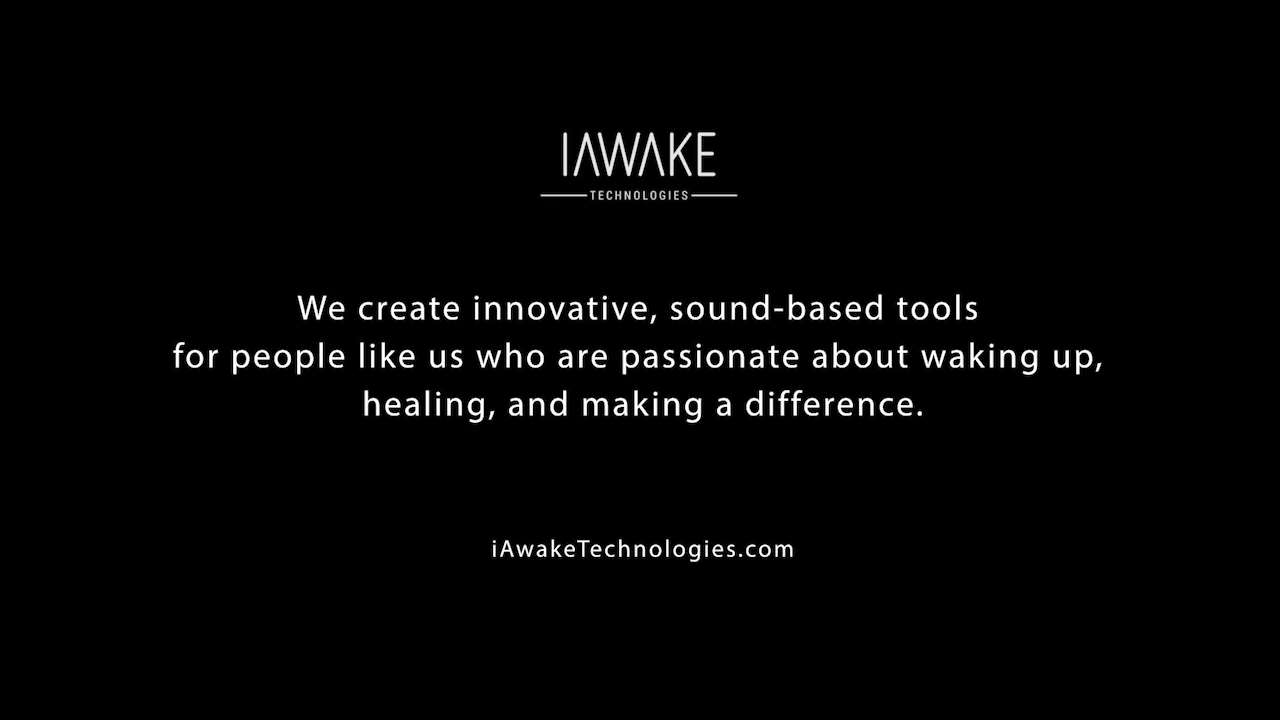 IAWAKE
TECHNOLOGIES
We create innovative, sound-based tools
for people like us who are passionate about waking up,
healing, and making a difference.
iAwakeTechnologies.com